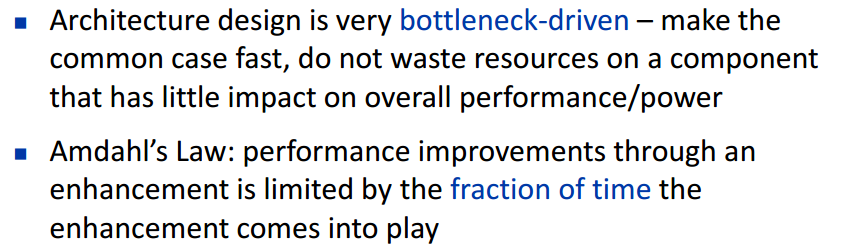 ▪ Architecture design is very bottleneck-driven – make the
common case fast, do not waste resources on a component
that has little impact on overall performance/power
▪ Amdahl’s Law: performance improvements through an
enhancement is limited by the fraction of time the
enhancement comes into play